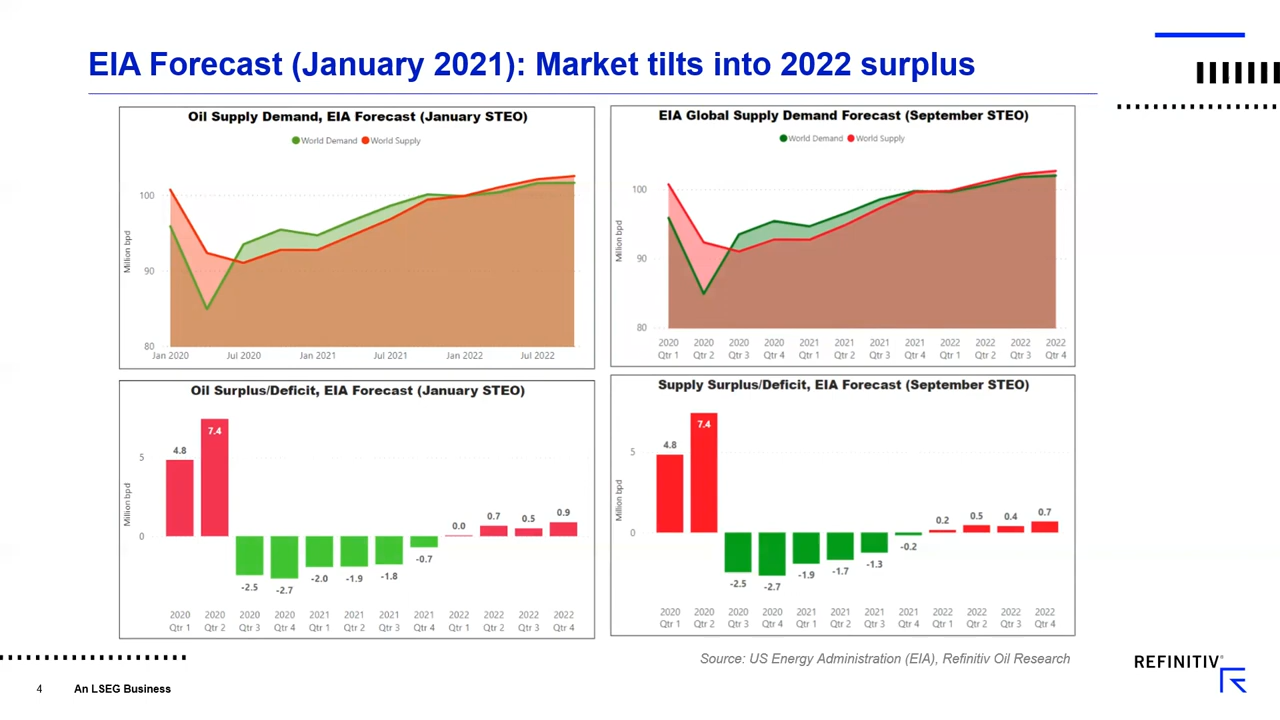 EIA Forecast (January 2021): Market tilts into 2022 surplus
Oil Supply Demand, EIA Forecast (January STEO)
World Demand World Supply
Million bpd
100
90
80
Jan 2020 Jul 2020 Jan 2021 Jul 2021 Jan 2022 Jul 2022
EIA Global Supply Demand Forecast (September STEO)
World Demand World Supply
Million bpd
100
90
80
2020 2020 2020 2020 2021 2021 2021 2021 2022 2022 2022 2022
Qtr 1 Qtr 2 Qtr 3 Qtr 4 Qtr 1 Qtr 2 Qtr 3 Qtr 4 Qtr 1 Qtr 2 Qtr 3 Qtr 4
Oil Surplus/Deficit, EIA Forecast (January STEO)
Million bpd
5
0
4.8 7.4 -2.5 -2.7 -2.0 -1.9 -1.8 -0.7 0.0 0.7 0.5 0.9
2020 2020 2020 2020 2021 2021 2021 2021 2022 2022 2022 2022
Qtr 1 Qtr 2 Qtr 3 Qtr 4 Qtr 1 Qtr 2 Qtr 3 Qtr 4 Qtr 1 Qtr 2 Qtr 3 Qtr 4
Supply Surplus/Deficit, EIA Forecast (September STEO)
Million bpd
5
0
4.8 7.4 -2.5 -2.7 -1.9 -1.7 -1.3 -0.2 0.2 0.5 0.4 0.7
2020 2020 2020 2020 2021 2021 2021 2021 2022 2022 2022 2022
Qtr 1 Qtr 2 Qtr 3 Qtr 4 Qtr 1 Qtr 2 Qtr 3 Qtr 4 Qtr 1 Qtr 2 Qtr 3 Qtr 4
Source: US Energy Administration (EIA), Refinitiv Oil Research
REFINITIV
4 An LSEG Business